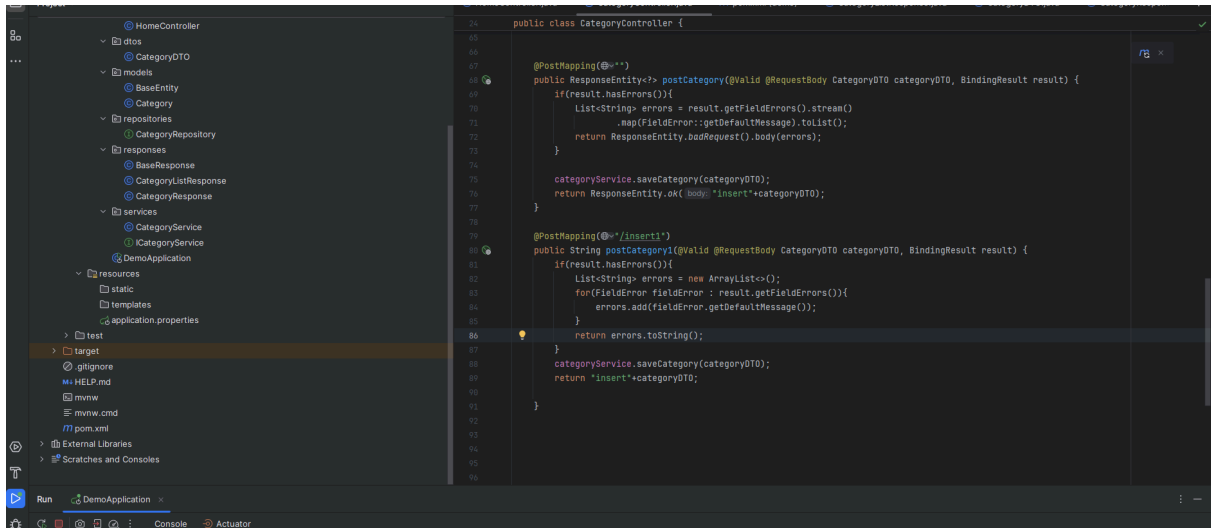 HomeController
dtos
CategoryDTO
models
BaseEntity
Category
repositories
CategoryRepository
responses
BaseResponse
CategoryListResponse
CategoryResponse
services
CategoryService
ICategoryService
DemoApplication
resources
static
templates
application.properties
test
target
.gitignore
HELP.md
mvnw
mvnw.cmd
pom.xml
External Libraries
Scratches and Consoles
24 public class CategoryController {
65
66
67 @PostMapping("")
68 public ResponseEntity<?> postCategory(@Valid @RequestBody CategoryDTO categoryDTO, BindingResult result) {
69 if(result.hasErrors()){
70 List<String> errors = result.getFieldErrors().stream()
71 .map(FieldError::getDefaultMessage).toList();
72 return ResponseEntity.badRequest().body(errors);
73 }
74
75 categoryService.saveCategory(categoryDTO);
76 return ResponseEntity.ok( body: "insert"+categoryDTO);
77 }
78
79 @PostMapping("/insert1")
80 public String postCategory1(@Valid @RequestBody CategoryDTO categoryDTO, BindingResult result) {
81 if(result.hasErrors()){
82 List<String> errors = new ArrayList<>();
83 for(FieldError fieldError : result.getFieldErrors()){
84 errors.add(fieldError.getDefaultMessage());
85 }
86 return errors.toString();
87 }
88 categoryService.saveCategory(categoryDTO);
89 return "insert"+categoryDTO;
90
91 }
92
93
94
95
96
Run DemoApplication
Console Actuator